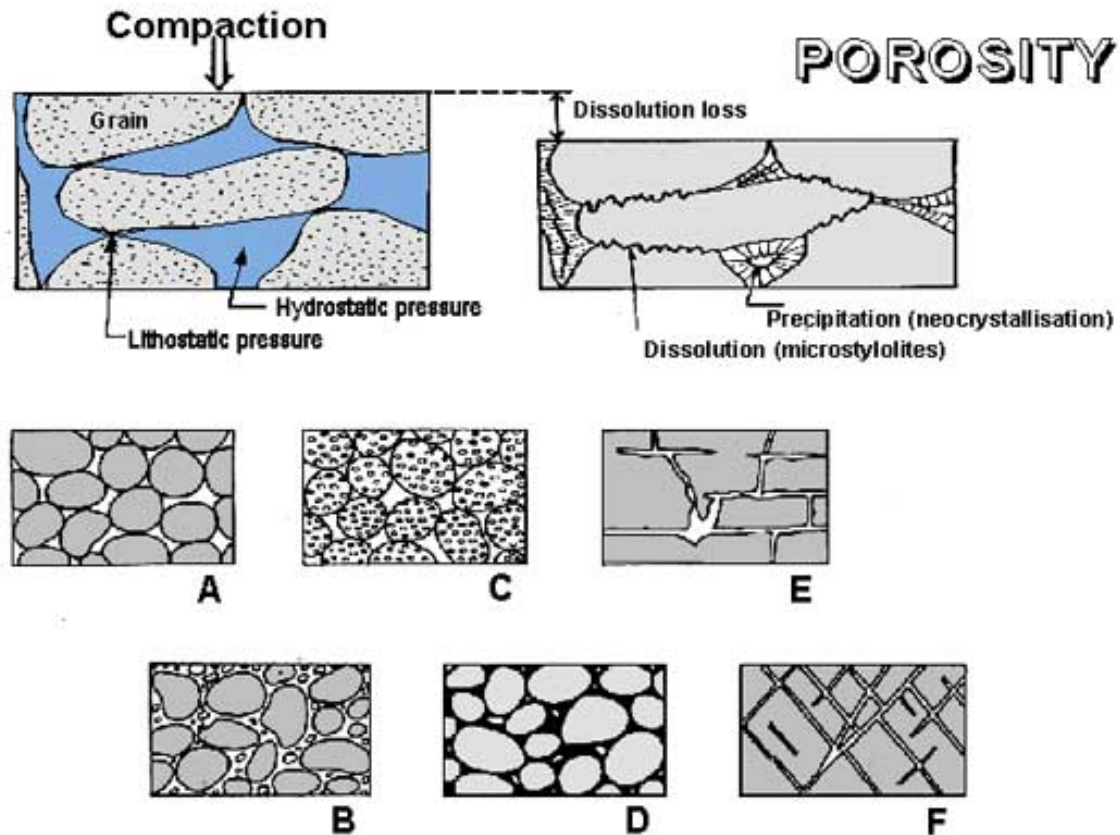 Compaction
POROSITY
Grain
Dissolution loss
Hydrostatic pressure
Lithostatic pressure
Precipitation (neocrystallisation)
Dissolution (microstylolites)
A
C
E
B
D
F